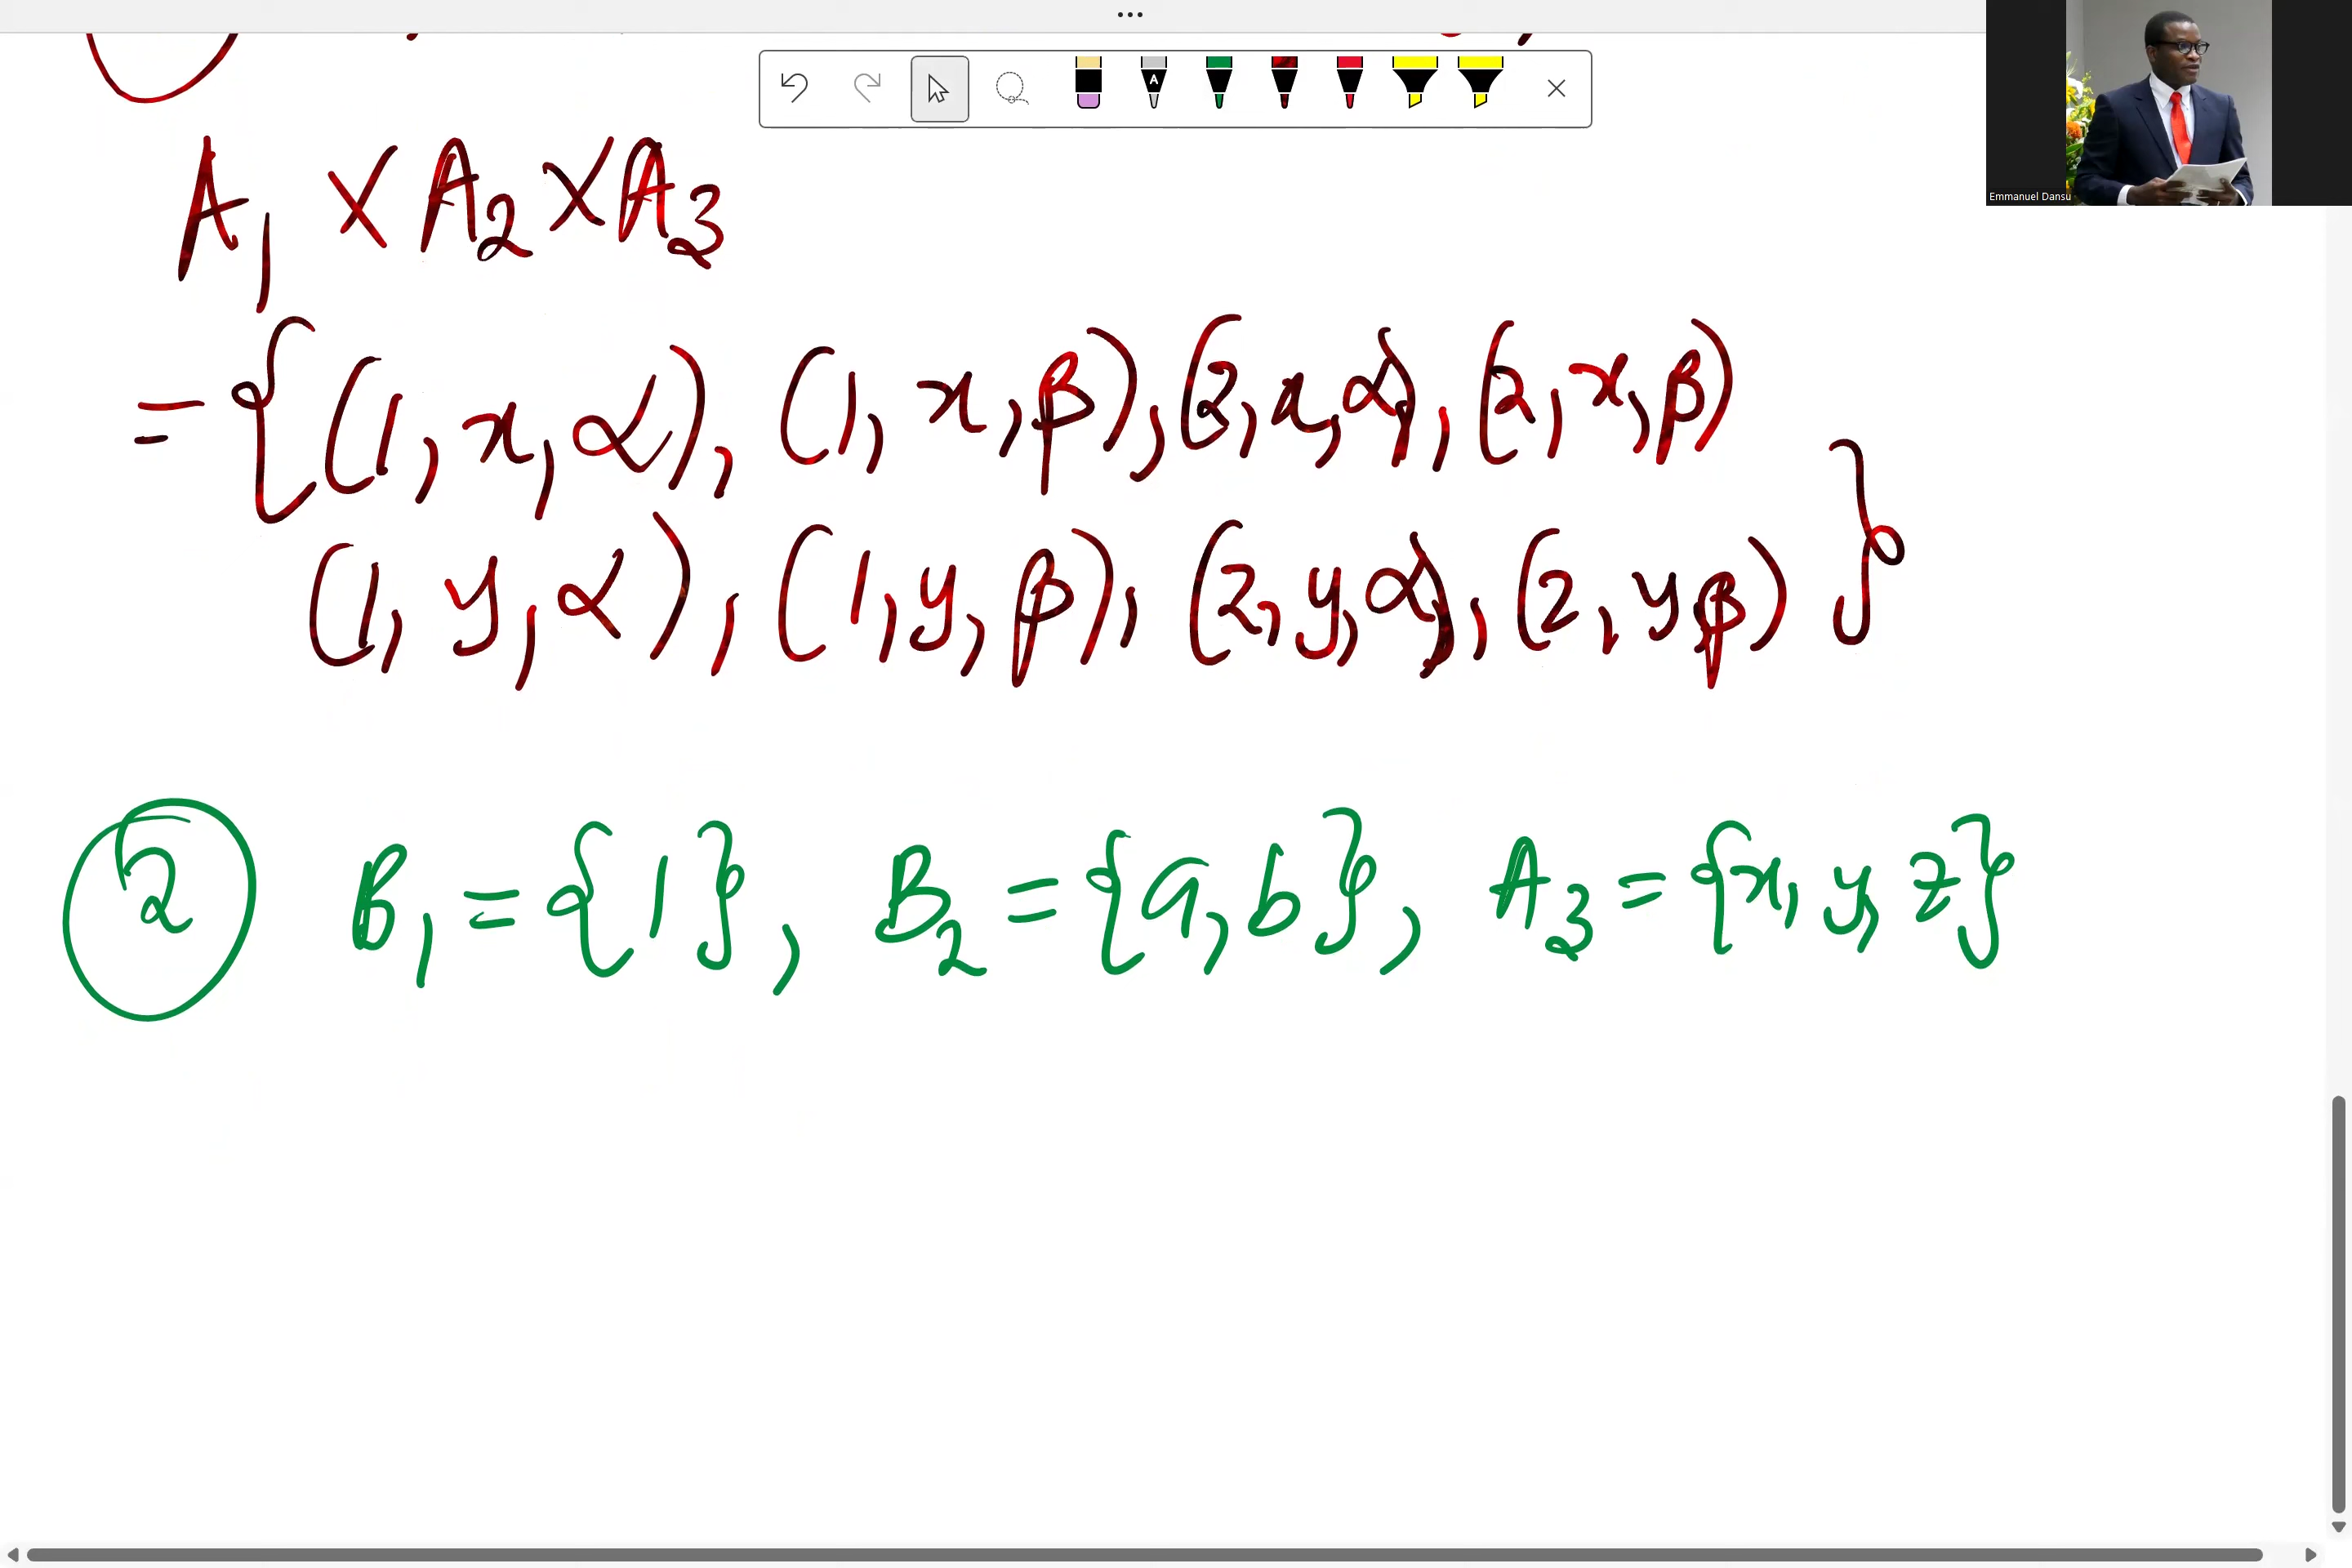 Emmanuel Dansu
A₁ × A₂ × A₃
= {(1, x, α), (1, x, β), (2, x, α), (2, x, β)
(1, y, α), (1, y, β), (2, y, α), (2, y β)}
② B₁ = {1}, B₂ = {a, b}, A₃ = {x, y, z}